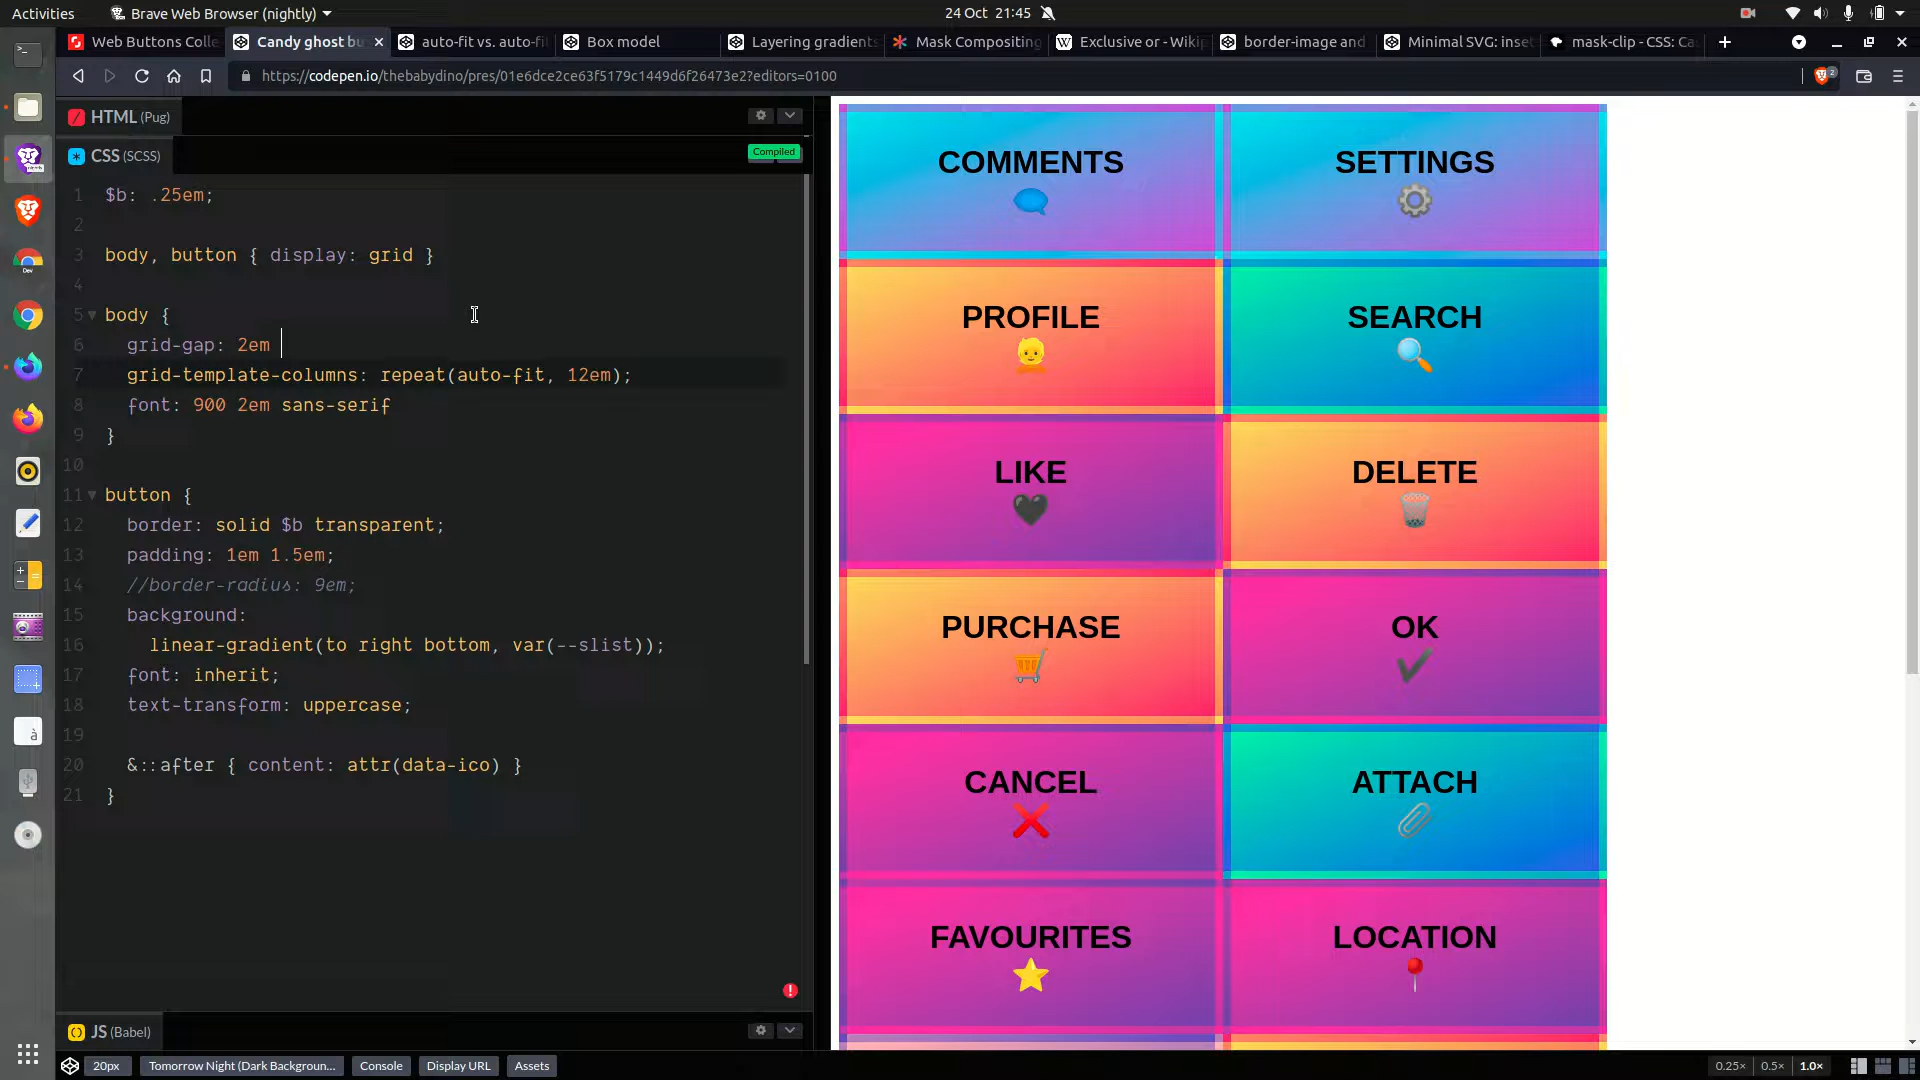 Activities
Brave Web Browser (nightly)
24 Oct 21:45
Web Buttons Colle
Candy ghost bu
auto-fit vs. auto-fi
Box model
Layering gradients
Mask Compositing
Exclusive or - Wikip
border-image and
Minimal SVG: inset
mask-clip - CSS: Ca
https://codepen.io/thebabydino/pres/01e6dce2ce63f5179c1449d6f26473e2?editors=0100
2
HTML (Pug)
CSS (SCSS)
Compiled
1 $b: .25em;
2
3 body, button { display: grid }
4
5 body {
6 grid-gap: 2em
7 grid-template-columns: repeat(auto-fit, 12em);
8 font: 900 2em sans-serif
9 }
10
11 button {
12 border: solid $b transparent;
13 padding: 1em 1.5em;
14 //border-radius: 9em;
15 background:
16 linear-gradient(to right bottom, var(--slist));
17 font: inherit;
18 text-transform: uppercase;
19
20 &::after { content: attr(data-ico) }
21 }
JS (Babel)
20px
Tomorrow Night (Dark Backgroun...
Console
Display URL
Assets
COMMENTS
SETTINGS
PROFILE
SEARCH
LIKE
DELETE
PURCHASE
OK
CANCEL
ATTACH
FAVOURITES
LOCATION
0.25×
0.5×
1.0×
Dev
à